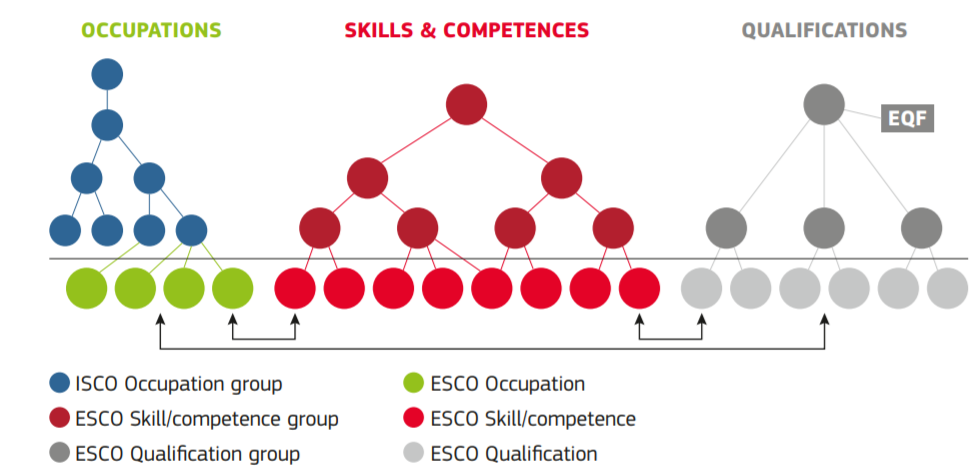 OCCUPATIONS
SKILLS & COMPETENCES
QUALIFICATIONS
EQF
ISCO Occupation group
ESCO Occupation
ESCO Skill/competence group
ESCO Skill/competence
ESCO Qualification group
ESCO Qualification